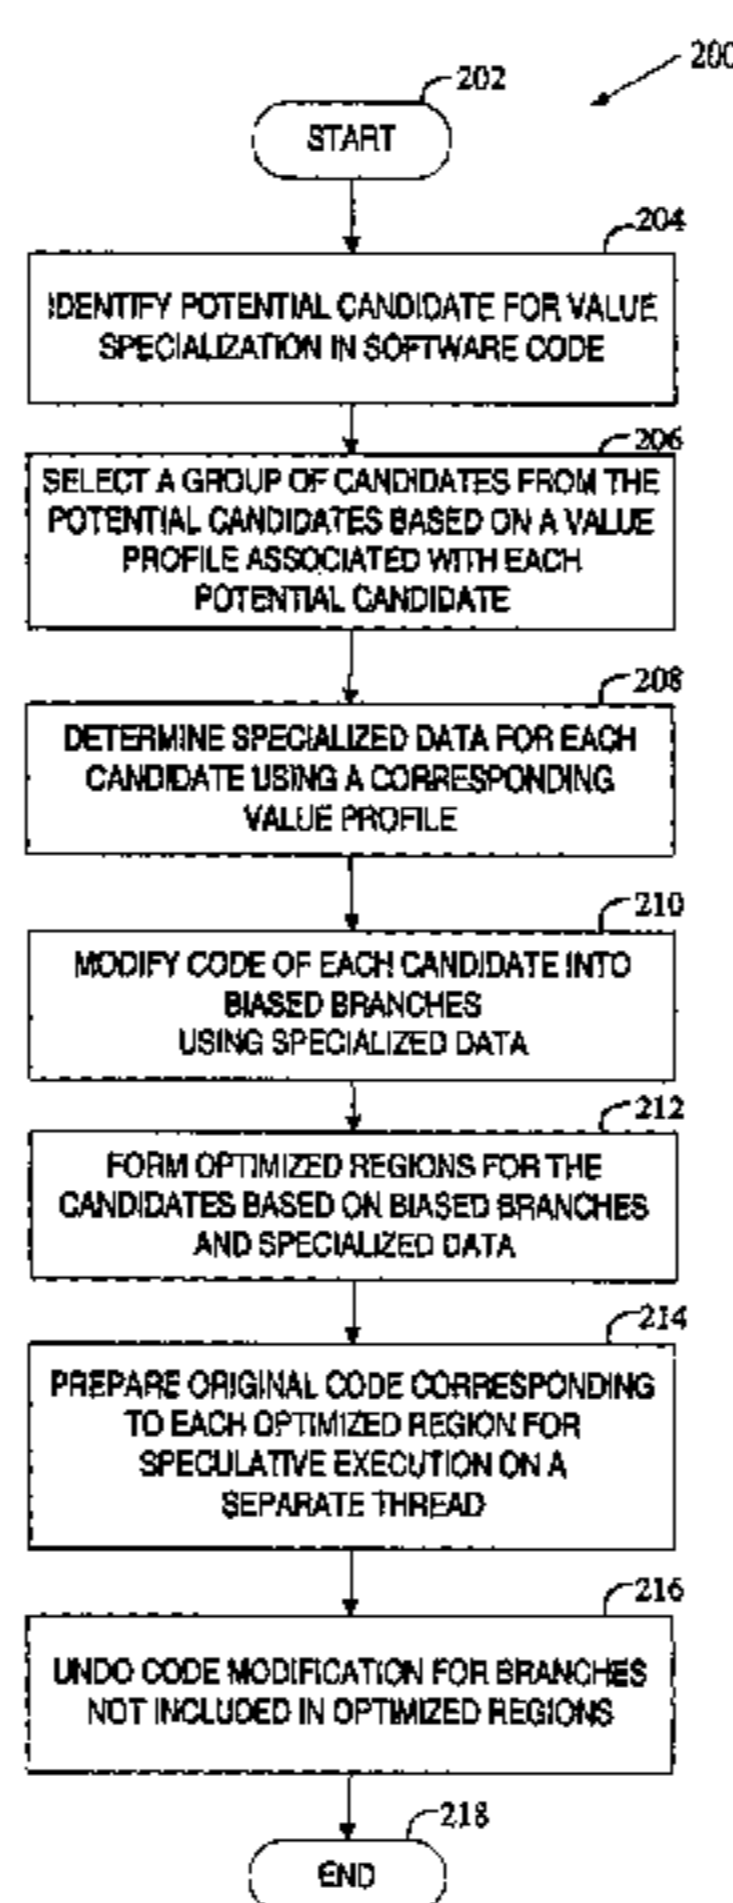 200
202
START
204
IDENTIFY POTENTIAL CANDIDATE FOR VALUE
SPECIALIZATION IN SOFTWARE CODE
206
SELECT A GROUP OF CANDIDATES FROM THE
POTENTIAL CANDIDATES BASED ON A VALUE
PROFILE ASSOCIATED WITH EACH
POTENTIAL CANDIDATE
208
DETERMINE SPECIALIZED DATA FOR EACH
CANDIDATE USING A CORRESPONDING
VALUE PROFILE
210
MODIFY CODE OF EACH CANDIDATE INTO
BIASED BRANCHES
USING SPECIALIZED DATA
212
FORM OPTIMIZED REGIONS FOR THE
CANDIDATES BASED ON BIASED BRANCHES
AND SPECIALIZED DATA
214
PREPARE ORIGINAL CODE CORRESPONDING
TO EACH OPTIMIZED REGION FOR
SPECULATIVE EXECUTION ON A
SEPARATE THREAD
216
UNDO CODE MODIFICATION FOR BRANCHES
NOT INCLUDED IN OPTIMIZED REGIONS
218
END